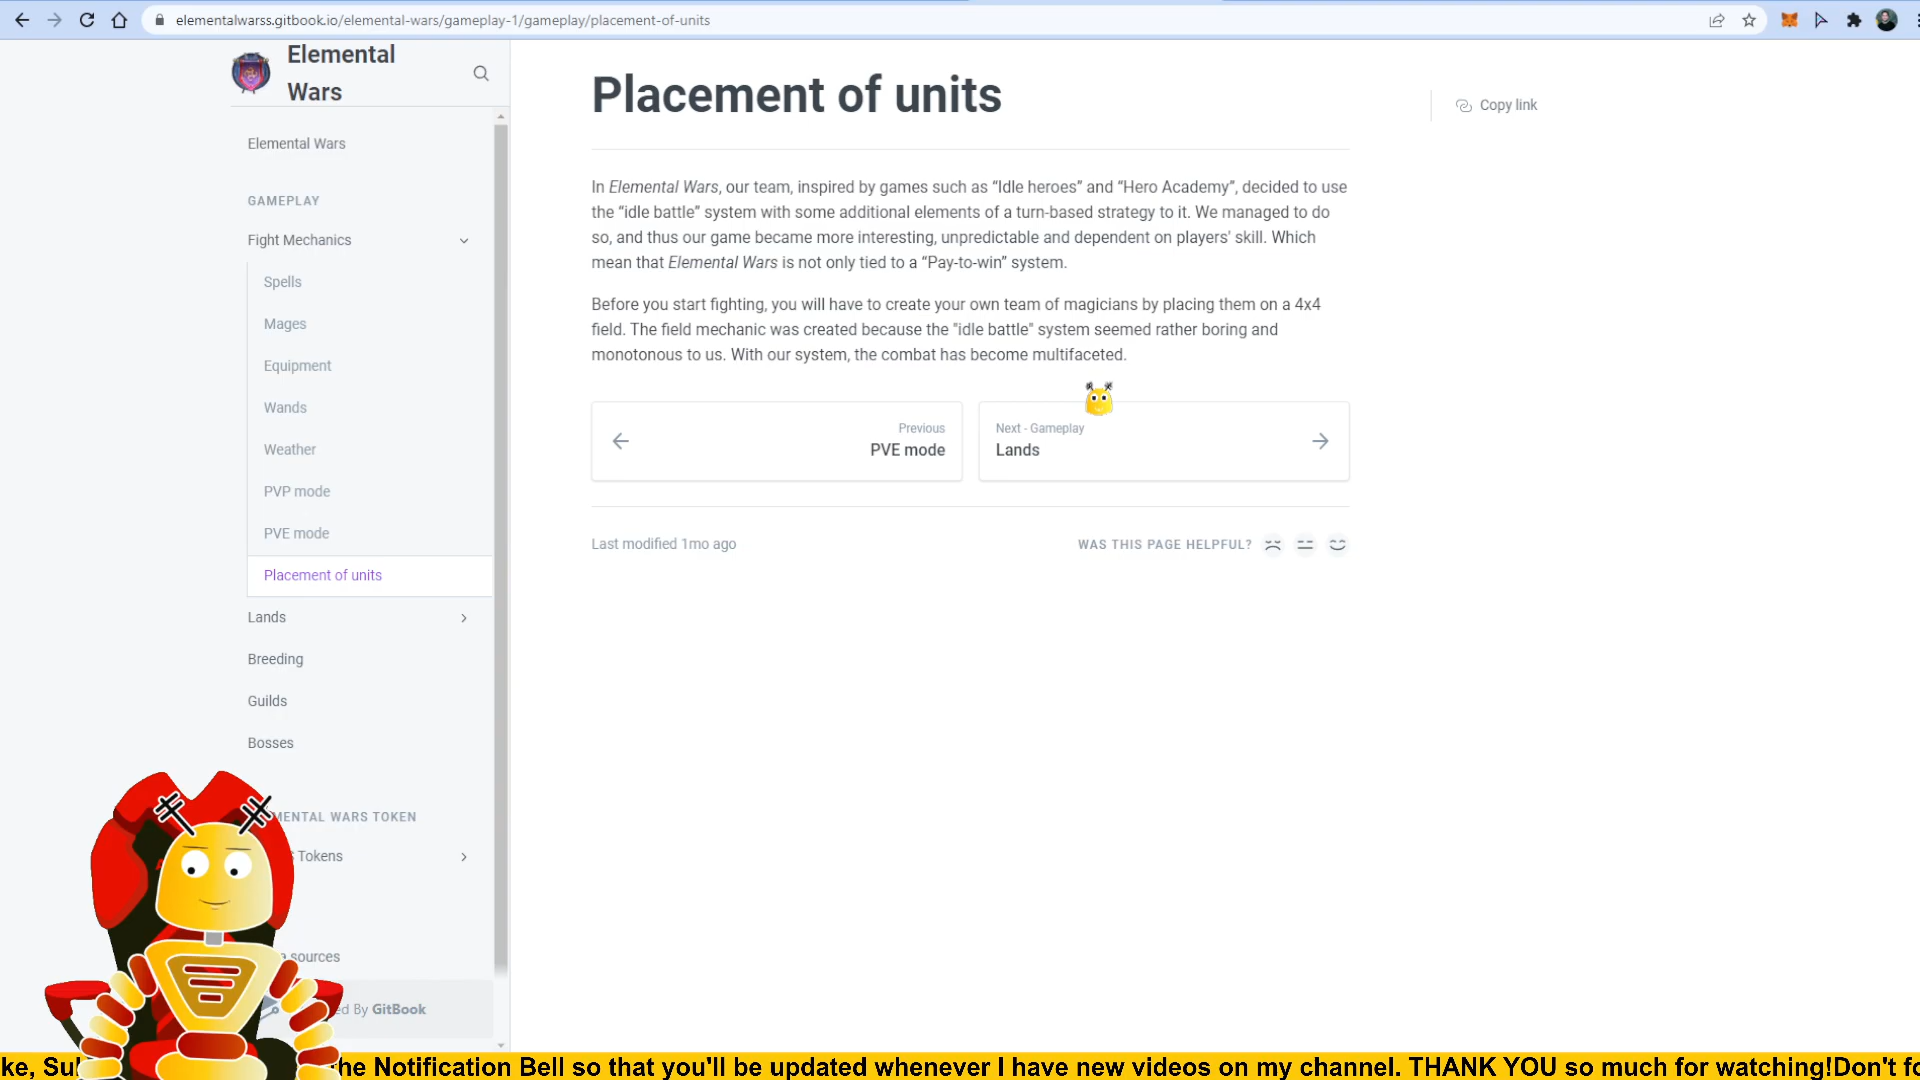 elementalwarss.gitbook.io/elemental-wars/gameplay-1/gameplay/placement-of-units
Elemental
Wars
Elemental Wars
GAMEPLAY
Fight Mechanics
Spells
Mages
Equipment
Wands
Weather
PVP mode
PVE mode
Placement of units
Lands
Breeding
Guilds
Bosses
MENTAL WARS TOKEN
Tokens
sources
By GitBook
Placement of units
Copy link
In Elemental Wars, our team, inspired by games such as “Idle heroes” and “Hero Academy”, decided to use
the “idle battle” system with some additional elements of a turn-based strategy to it. We managed to do
so, and thus our game became more interesting, unpredictable and dependent on players' skill. Which
mean that Elemental Wars is not only tied to a “Pay-to-win” system.
Before you start fighting, you will have to create your own team of magicians by placing them on a 4x4
field. The field mechanic was created because the "idle battle" system seemed rather boring and
monotonous to us. With our system, the combat has become multifaceted.
Previous
PVE mode
Next - Gameplay
Lands
Last modified 1mo ago
WAS THIS PAGE HELPFUL?
ke, Su he Notification Bell so that you'll be updated whenever I have new videos on my channel. THANK YOU so much for watching!Don't fo